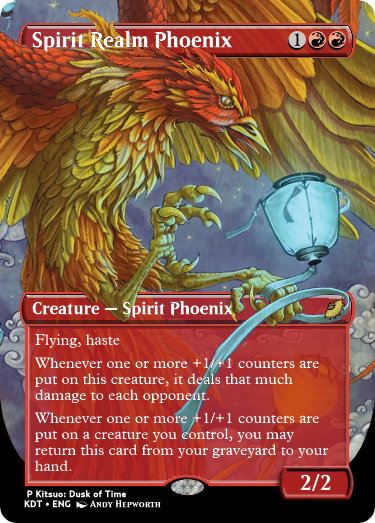 Spirit Realm Phoenix 1
Creature — Spirit Phoenix
Flying, haste
Whenever one or more +1/+1 counters are
put on this creature, it deals that much
damage to each opponent.
Whenever one or more +1/+1 counters are
put on a creature you control, you may
return this card from your graveyard to your
hand.
2/2
P Kitsuo: Dusk of Time
KDT • ENG Andy Hepworth